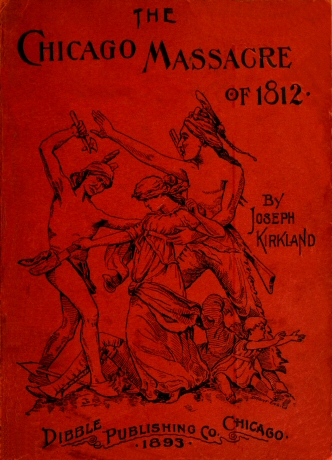 THE
CHICAGO MASSACRE
OF 1812.
BY
JOSEPH
KIRKLAND
DIBBLE PUBLISHING CO. CHICAGO.
1893.